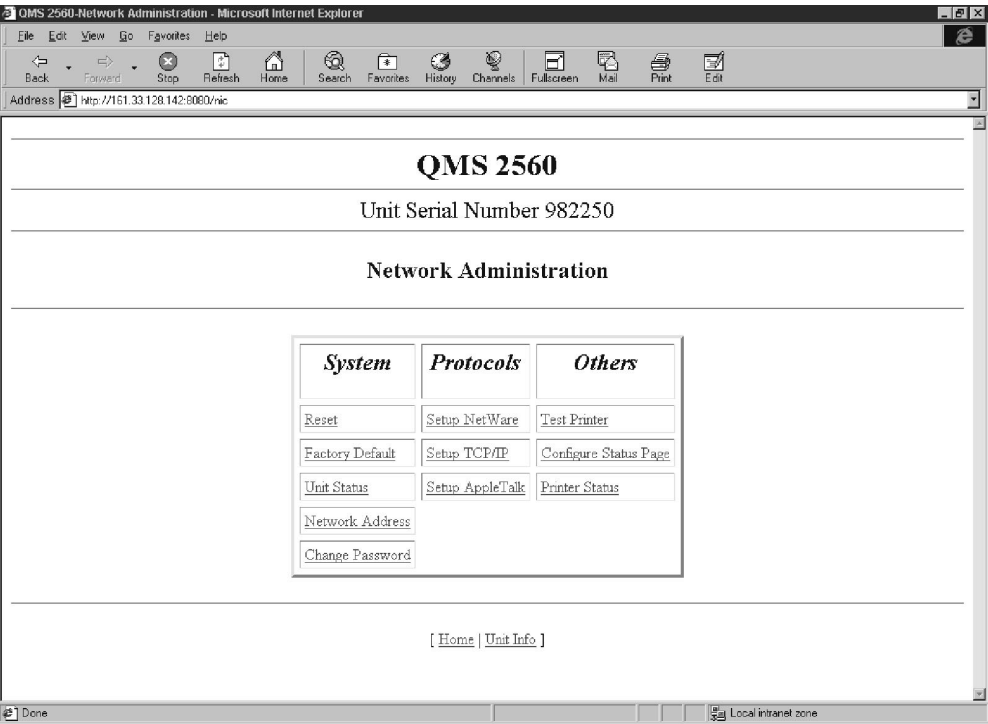 QMS 2560-Network Administration - Microsoft Internet Explorer
File Edit View Go Favorites Help
Back Forward Stop Refresh Home Search Favorites History Channels Fullscreen Mail Print Edit
Address http://161.33.128.142:8080/nic
QMS 2560
Unit Serial Number 982250
Network Administration
System Protocols Others
Reset Setup NetWare Test Printer
Factory Default Setup TCP/IP Configure Status Page
Unit Status Setup AppleTalk Printer Status
Network Address
Change Password
[ Home | Unit Info ]
Done Local intranet zone